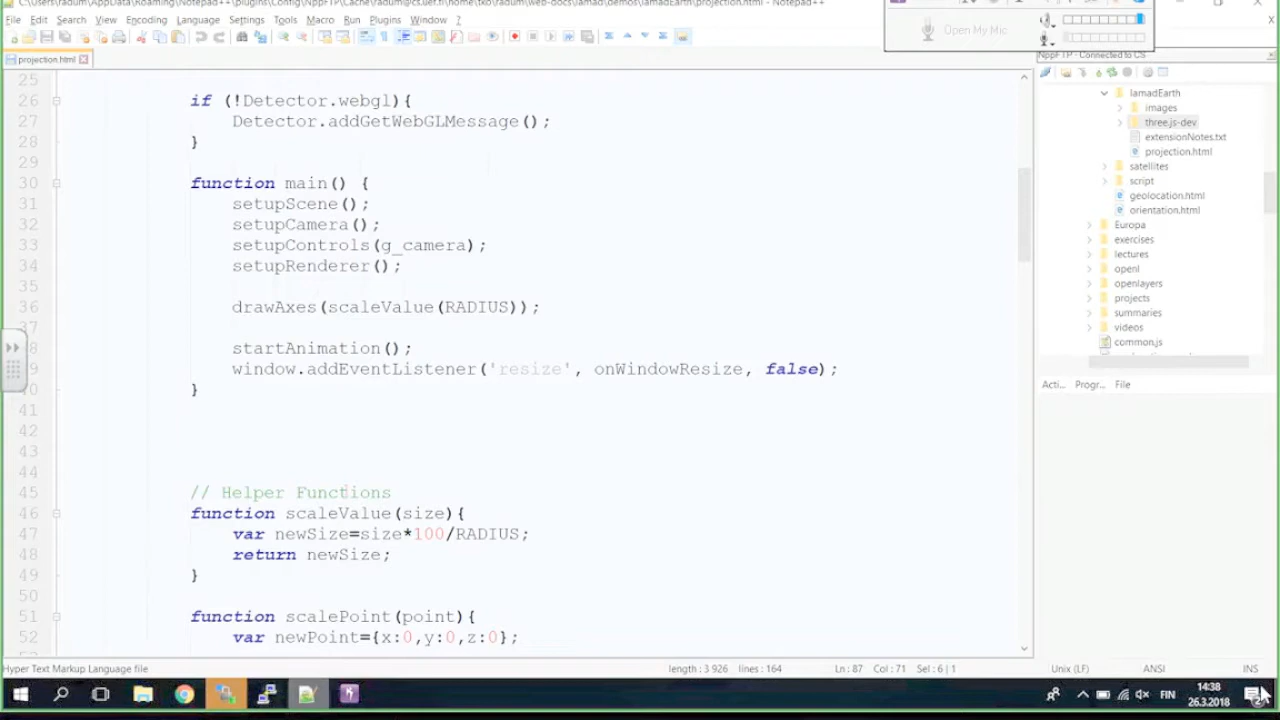 C:\Users\radum\AppData\Roaming\Notepad++\plugins\Config\NppFTP\Cache\radum@cs.uef.fi\home\tko\radum\web-docs\lamad\demos\lamadEarth\projection.html - Notepad++
File Edit Search View Encoding Language Settings Tools Macro Run Plugins Window ?
Open My Mic
projection.html
NppFTP - Connected to CS
25
26 if (!Detector.webgl){
27 Detector.addGetWebGLMessage();
28 }
29
30 function main() {
31 setupScene();
32 setupCamera();
33 setupControls(g_camera);
34 setupRenderer();
35
36 drawAxes(scaleValue(RADIUS));
37
8 startAnimation();
9 window.addEventListener('resize', onWindowResize, false);
0 }
41
42
43
44
45 // Helper Functions
46 function scaleValue(size){
47 var newSize=size*100/RADIUS;
48 return newSize;
49 }
50
51 function scalePoint(point){
52 var newPoint={x:0,y:0,z:0};
lamadEarth
images
three.js-dev
extensionNotes.txt
projection.html
satellites
script
geolocation.html
orientation.html
Europa
exercises
lectures
openl
openlayers
projects
summaries
videos
common.js
Acti... Progr... File
Hyper Text Markup Language file length : 3 926 lines : 164 Ln : 87 Col : 71 Sel : 6 | 1 Unix (LF) ANSI INS
FIN
14:38
26.3.2018
2